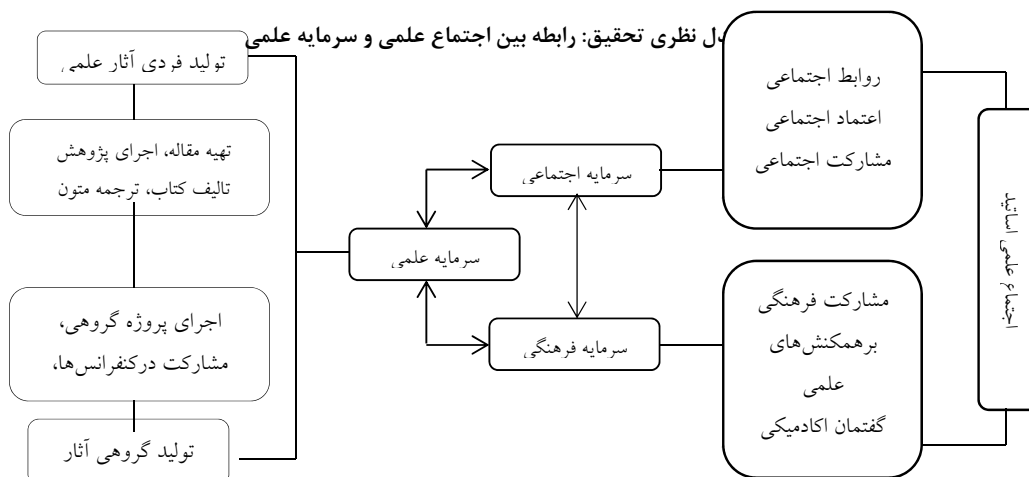 دل نظری تحقیق: رابطه بین اجتماع علمی و سرمایه علمی
اجتماع علمی اساتید
روابط اجتماعی
اعتماد اجتماعی
مشارکت اجتماعی
مشارکت فرهنگی
برهمکنش‌های
علمی
گفتمان اکادمیکی
سرمایه اجتماعی
سرمایه فرهنگی
سرمایه علمی
تولید فردی آثار علمی
تهیه مقاله، اجرای پژوهش
تالیف کتاب، ترجمه متون
اجرای پروژه گروهی،
مشارکت درکنفرانس‌ها،
تولید گروهی آثار